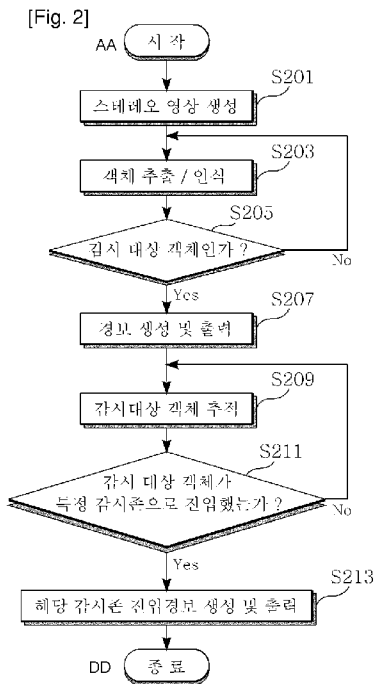 [Fig. 2]
AA 시 작
S201
스테레오 영상 생성
S203
객체 추출 / 인식
S205
감시 대상 객체인가 ?
No
Yes
S207
경보 생성 및 출력
S209
감시대상 객체 추적
S211
감시 대상 객체가
특정 감시존으로 진입했는가 ?
No
Yes
S213
해당 감시존 진입경보 생성 및 출력
DD 종 료